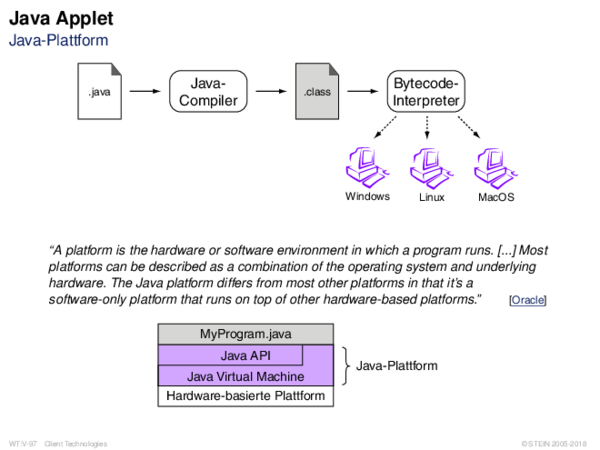 Java Applet
Java-Plattform
.java
Java-
Compiler
.class
Bytecode-
Interpreter
Windows
Linux
MacOS
“A platform is the hardware or software environment in which a program runs. [...] Most
platforms can be described as a combination of the operating system and underlying
hardware. The Java platform differs from most other platforms in that it’s a
software-only platform that runs on top of other hardware-based platforms.” [Oracle]
MyProgram.java
Java API
Java Virtual Machine
Java-Plattform
Hardware-basierte Plattform
WT:V-97 Client Technologies
© STEIN 2005-2018